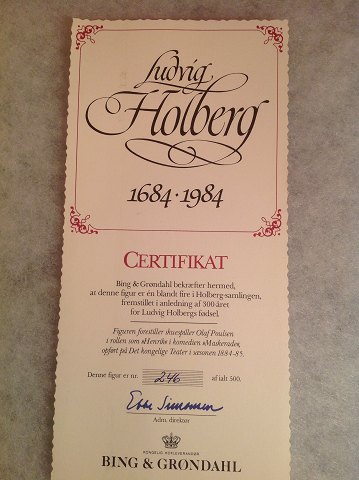 Ludvig
Holberg
1684 · 1984
CERTIFIKAT
Bing & Grøndahl bekræfter hermed,
at denne figur er én blandt fire i Holberg-samlingen,
fremstillet i anledning af 300-året
for Ludvig Holbergs fødsel.
Figuren forestiller skuespiller Olaf Poulsen
i rollen som »Henrik« i komedien »Maskerade«,
opført på Det kongelige Teater i sæsonen 1884-85.
Denne figur er nr. 246 af ialt 500.
Ebbe Simonsen
Adm. direktør
KONGELIG HOFLEVERANDØR
BING & GRØNDAHL